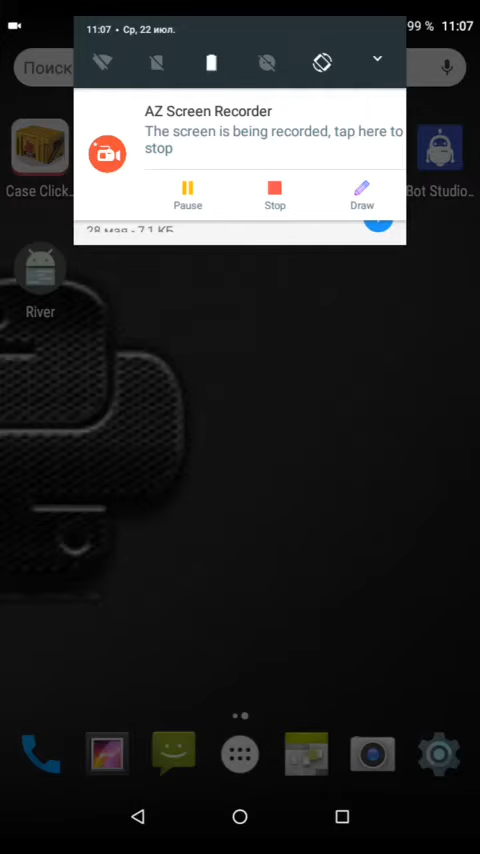 99 % 11:07
11:07 • Ср, 22 июл.
Поиск
AZ Screen Recorder
The screen is being recorded, tap here to
stop
Pause
Stop
Draw
28 мая - 7,1 КБ
Case Click..
Bot Studio..
River